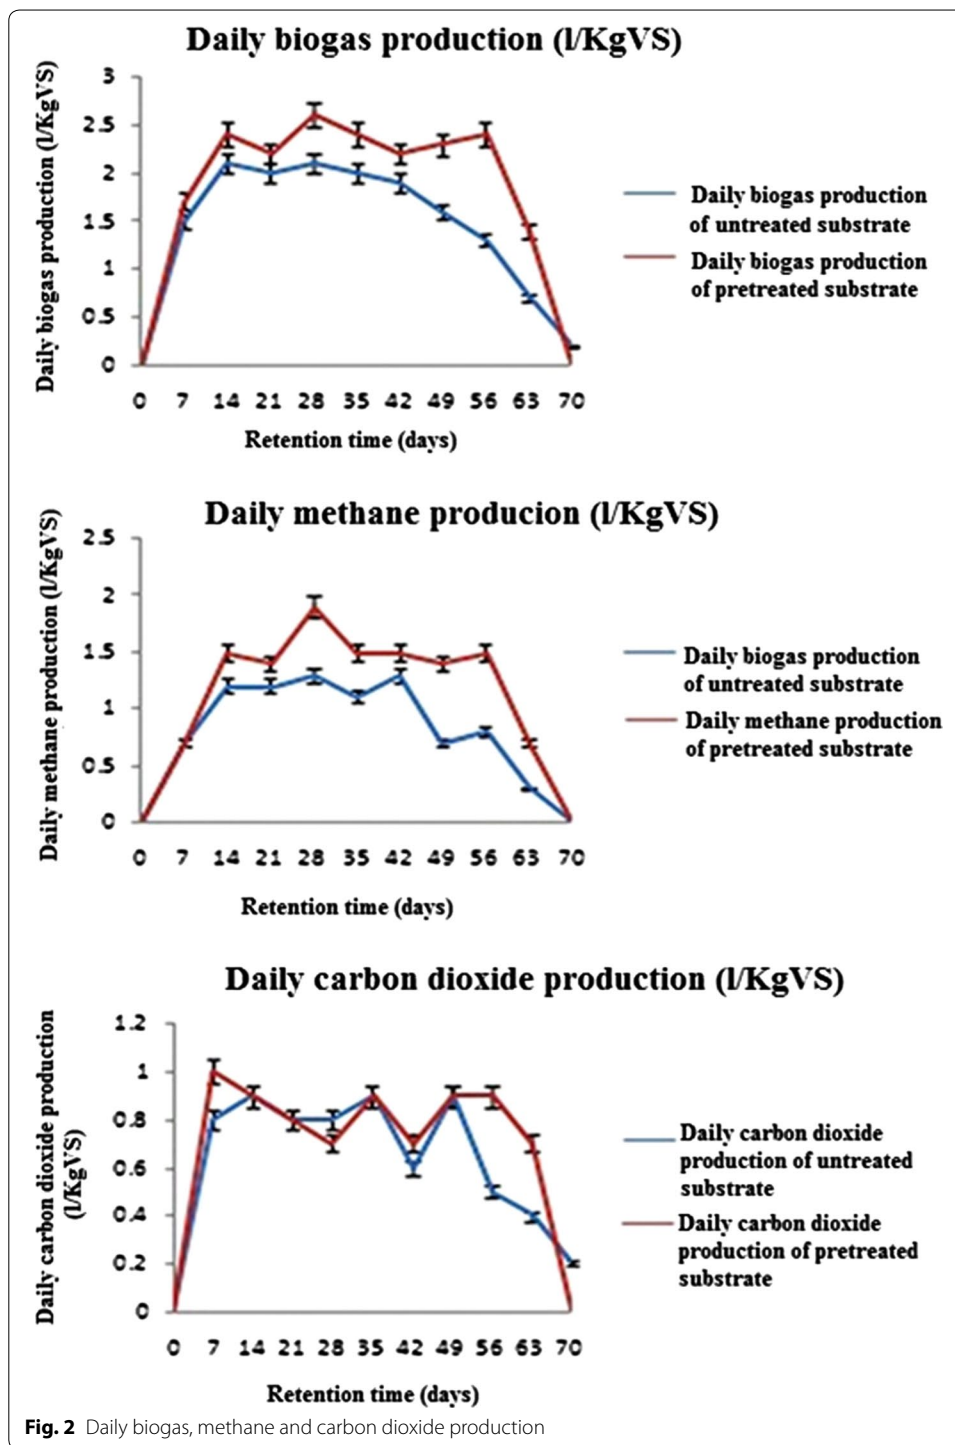 Daily biogas production (l/KgVS)
Daily biogas production (l/KgVS)
3
2.5
2
1.5
1
0.5
0
0 7 14 21 28 35 42 49 56 63 70
Retention time (days)
Daily biogas production
of untreated substrate
Daily biogas production
of pretreated substrate
Daily methane producion (l/KgVS)
Daily methane production (l/KgVS)
2.5
2
1.5
1
0.5
0
0 7 14 21 28 35 42 49 56 63 70
Retention time (days)
Daily biogas production
of untreated substrate
Daily methane production
of pretreated substrate
Daily carbon dioxide production (l/KgVS)
Daily carbon dioxide production
(l/KgVS)
1.2
1
0.8
0.6
0.4
0.2
0
0 7 14 21 28 35 42 49 56 63 70
Retention time (days)
Daily carbon dioxide
production of untreated
substrate
Daily carbon dioxide
production of pretreated
substrate
Fig. 2 Daily biogas, methane and carbon dioxide production